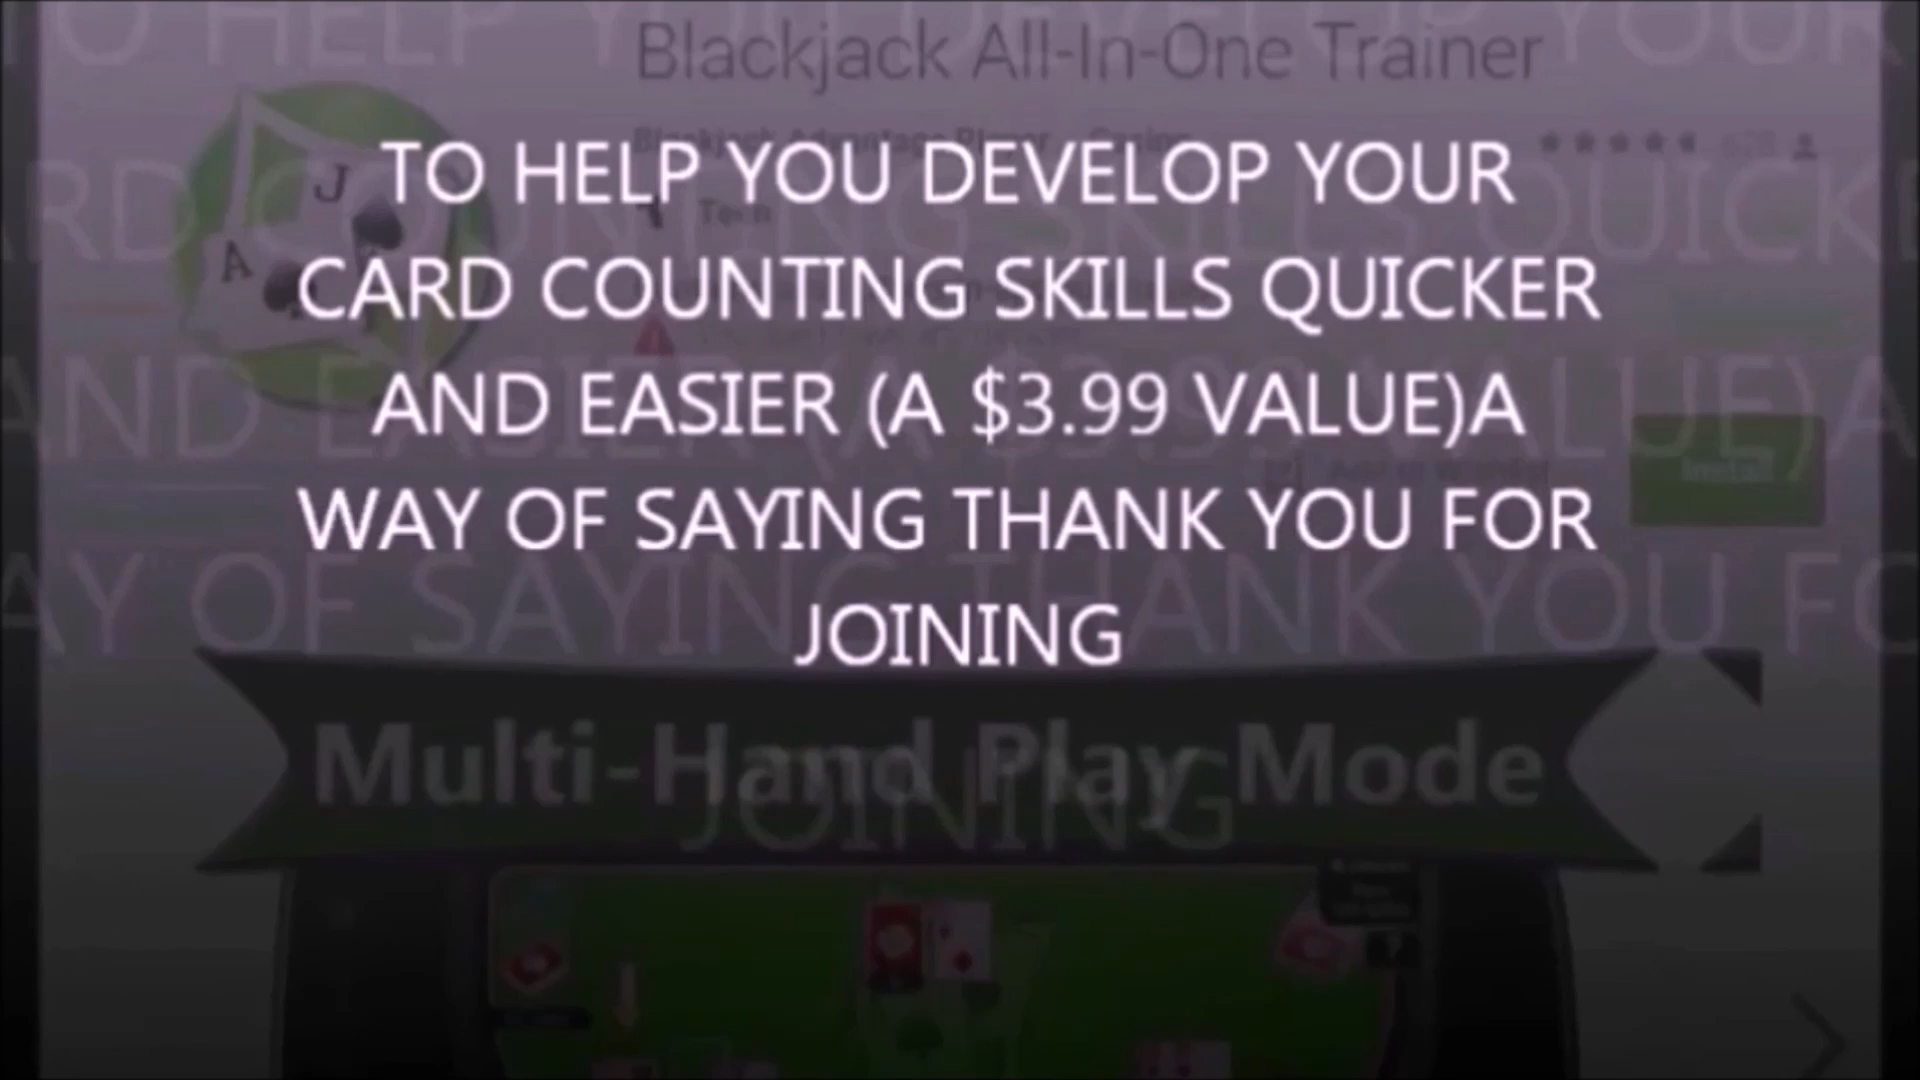 Blackjack All-In-One Trainer
TO HELP YOU DEVELOP YOUR
CARD COUNTING SKILLS QUICKER
AND EASIER (A $3.99 VALUE)A
WAY OF SAYING THANK YOU FOR
JOINING
Install
Multi-Hand Play Mode
J
A